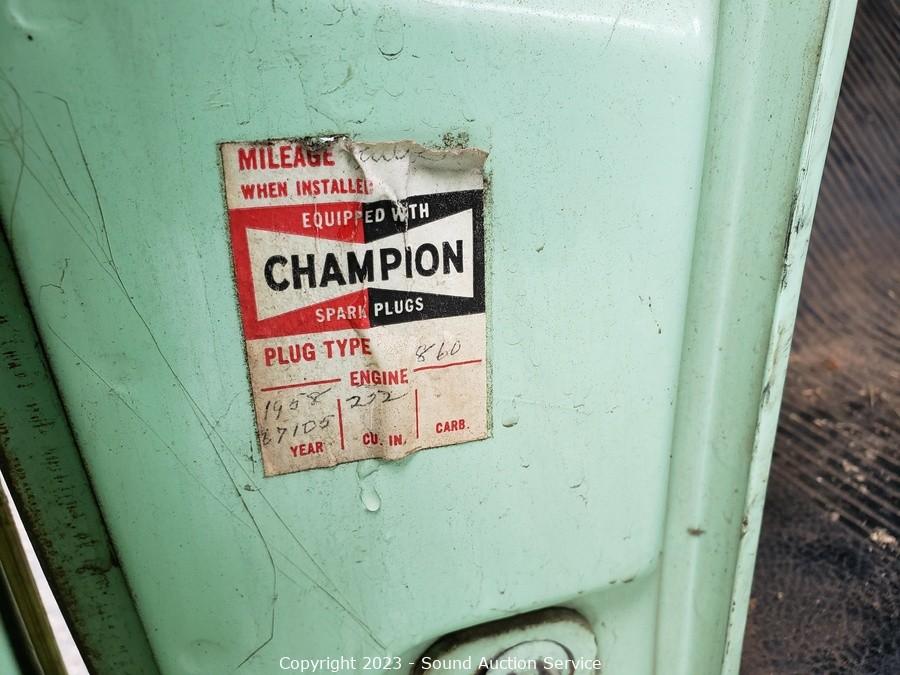 MILEAGE
WHEN INSTALLED
EQUIPPED WITH
CHAMPION
SPARK PLUGS
PLUG TYPE 860
ENGINE
1958
67105
YEAR CU. IN. CARB.
Copyright 2023 - Sound Auction Service